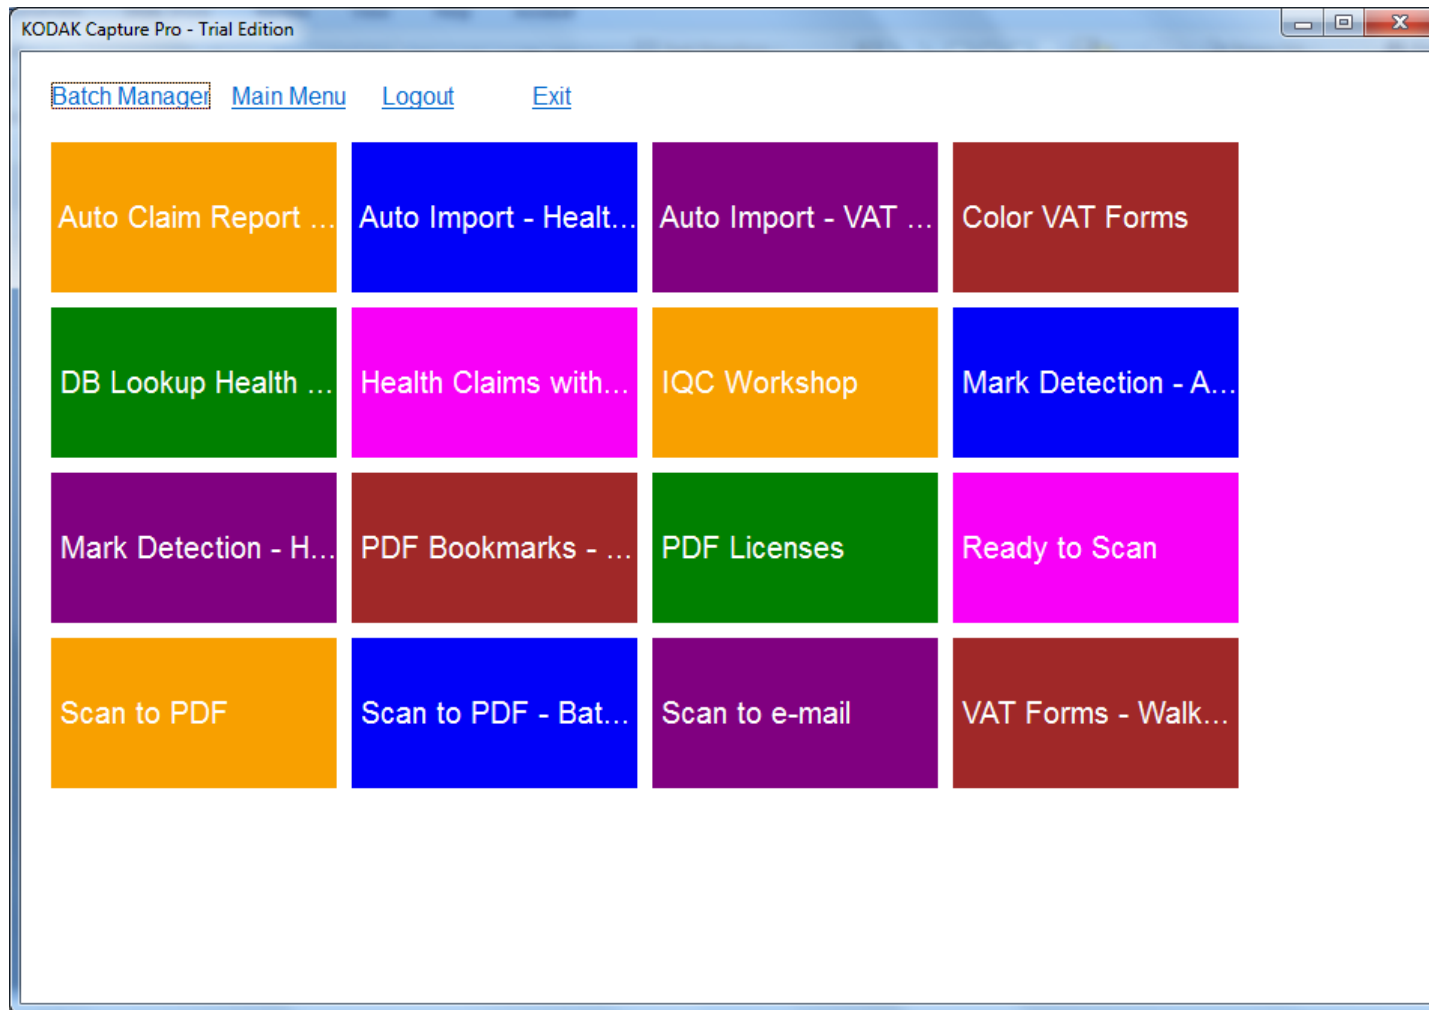 KODAK Capture Pro - Trial Edition
Batch Manager Main Menu Logout Exit
Auto Claim Report ... Auto Import - Healt... Auto Import - VAT ... Color VAT Forms
DB Lookup Health ... Health Claims with... IQC Workshop Mark Detection - A...
Mark Detection - H... PDF Bookmarks - ... PDF Licenses Ready to Scan
Scan to PDF Scan to PDF - Bat... Scan to e-mail VAT Forms - Walk...